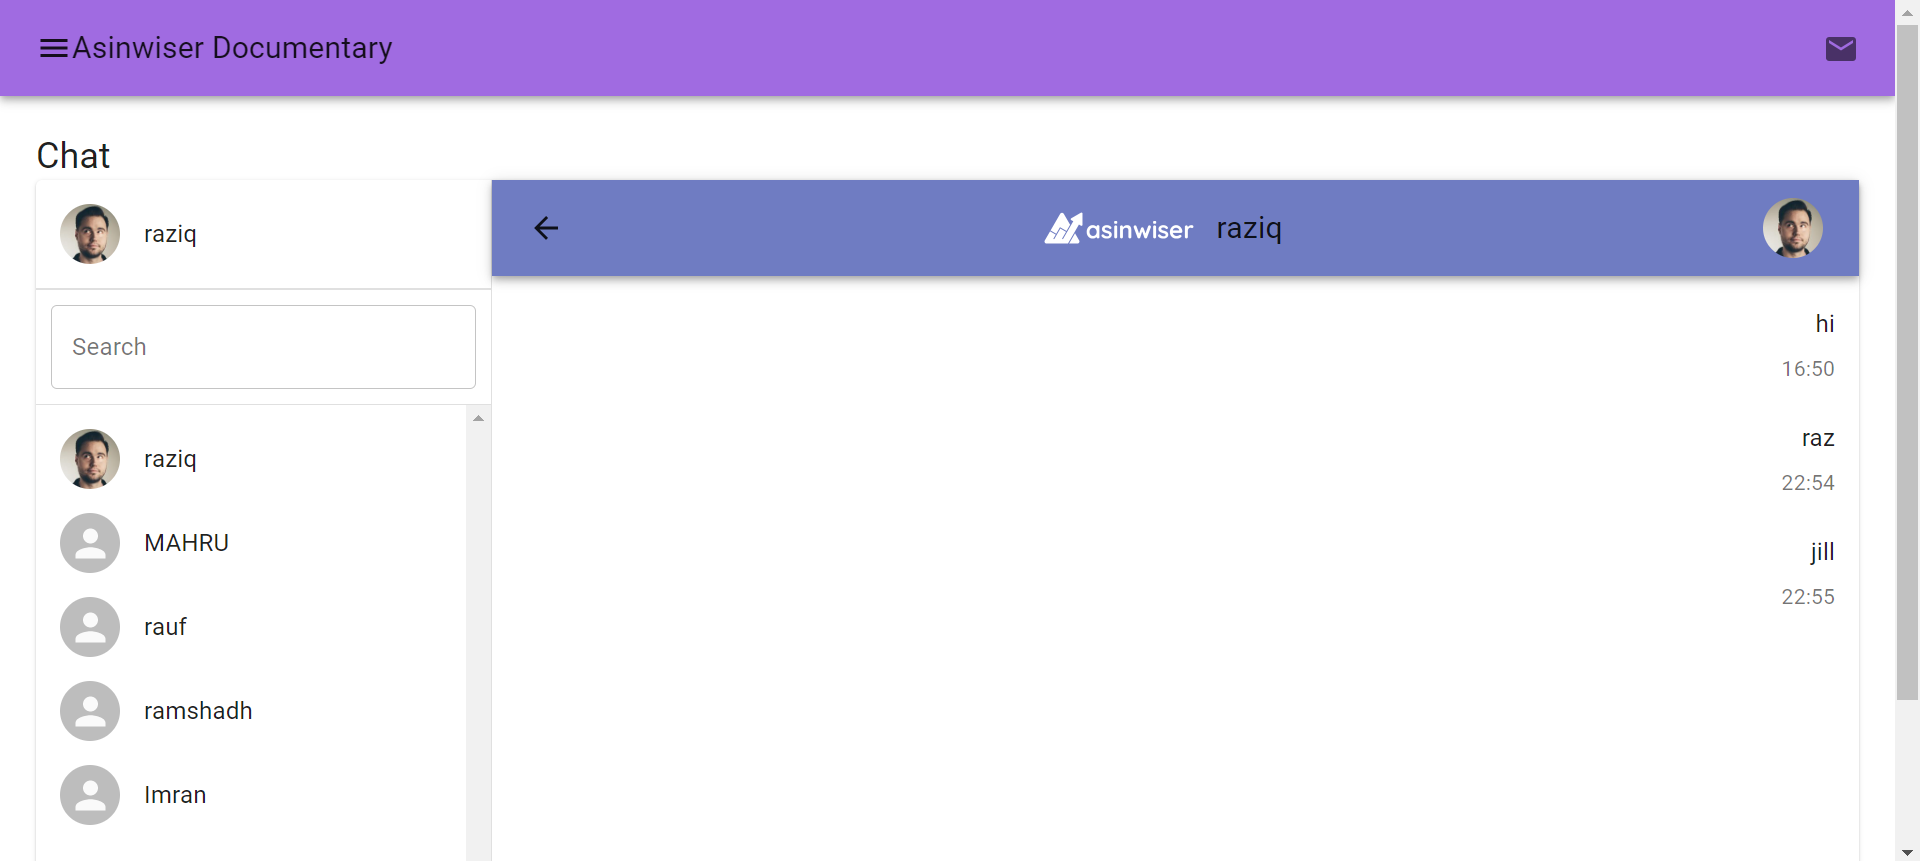 Asinwiser Documentary
Chat
raziq
Search
raziq
MAHRU
rauf
ramshadh
Imran
asinwiser raziq
hi
16:50
raz
22:54
jill
22:55